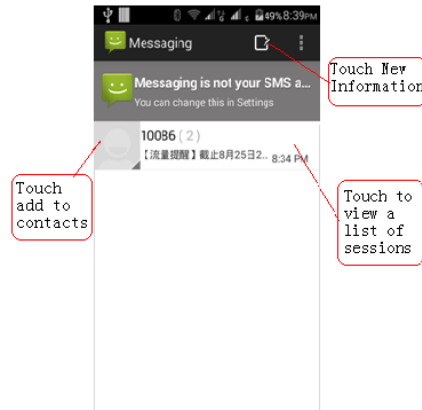 49% 8:39PM
Messaging
Touch New
Information
Messaging is not your SMS a...
You can change this in Settings
10086 (2)
【流量提醒】截止8月25日2... 8:34 PM
Touch
add to
contacts
Touch to
view a
list of
sessions